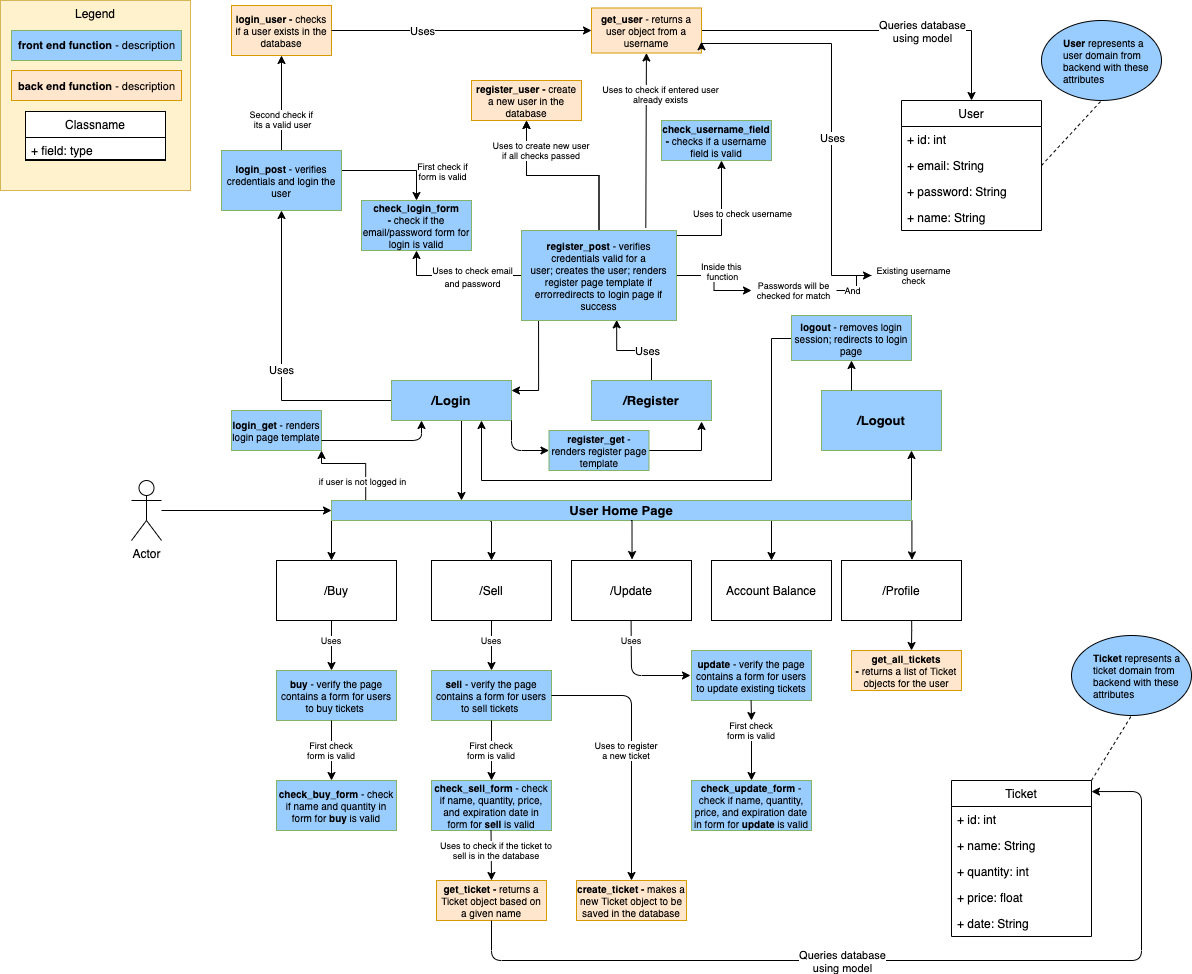 Legend
front end function - description
back end function - description
Classname
+ field: type
login_user - checks
if a user exists in the
database
Uses
get_user - returns a
user object from a
username
Queries database
using model
User represents a
user domain from
backend with these
attributes
User
+ id: int
+ email: String
+ password: String
+ name: String
register_user - create
a new user in the
database
Uses to check if entered user
already exists
Second check if
its a valid user
check_username_field
- checks if a username
field is valid
Uses
Uses to create new user
if all checks passed
login_post - verifies
credentials and login the
user
First check if
form is valid
check_login_form
- check if the
email/password form for
login is valid
Uses to check username
register_post - verifies
credentials valid for a
user; creates the user; renders
register page template if
errorredirects to login page if
success
Uses to check email
and password
Inside this
function
Passwords will be
checked for match
And
Existing username
check
logout - removes login
session; redirects to login
page
Uses
Uses
/Login
/Register
/Logout
login_get - renders
login page template
register_get -
renders register page
template
if user is not logged in
Actor
User Home Page
/Buy
/Sell
/Update
Account Balance
/Profile
Uses
Uses
Uses
buy - verify the page
contains a form for users
to buy tickets
sell - verify the page
contains a form for users
to sell tickets
update - verify the page
contains a form for users
to update existing tickets
get_all_tickets
- returns a list of Ticket
objects for the user
Ticket represents a
ticket domain from
backend with these
attributes
First check
form is valid
First check
form is valid
Uses to register
a new ticket
First check
form is valid
check_buy_form - check
if name and quantity in
form for buy is valid
check_sell_form - check
if name, quantity, price,
and expiration date in
form for sell is valid
check_update_form -
check if name, quantity,
price, and expiration date
in form for update is valid
Ticket
+ id: int
+ name: String
+ quantity: int
+ price: float
+ date: String
Uses to check if the ticket to
sell is in the database
get_ticket - returns a
Ticket object based on
a given name
create_ticket - makes a
new Ticket object to be
saved in the database
Queries database
using model